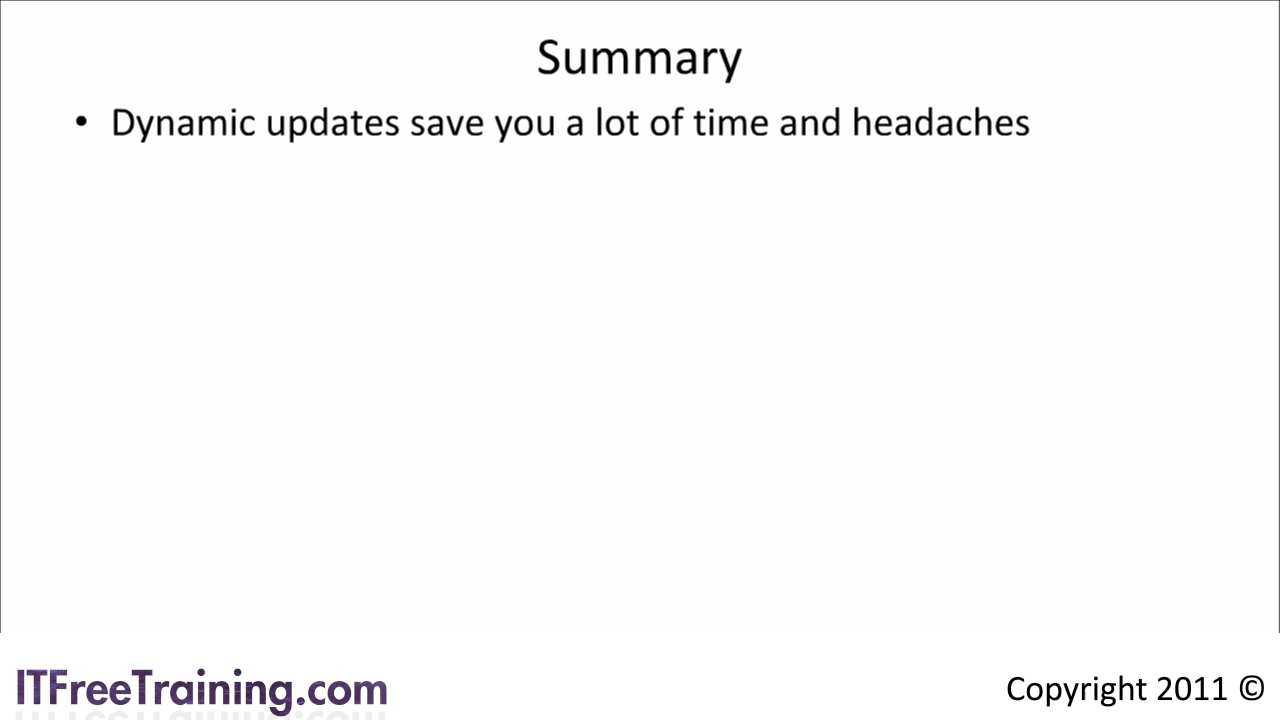 Summary
• Dynamic updates save you a lot of time and headaches
ITFreeTraining.com
Copyright 2011 ©